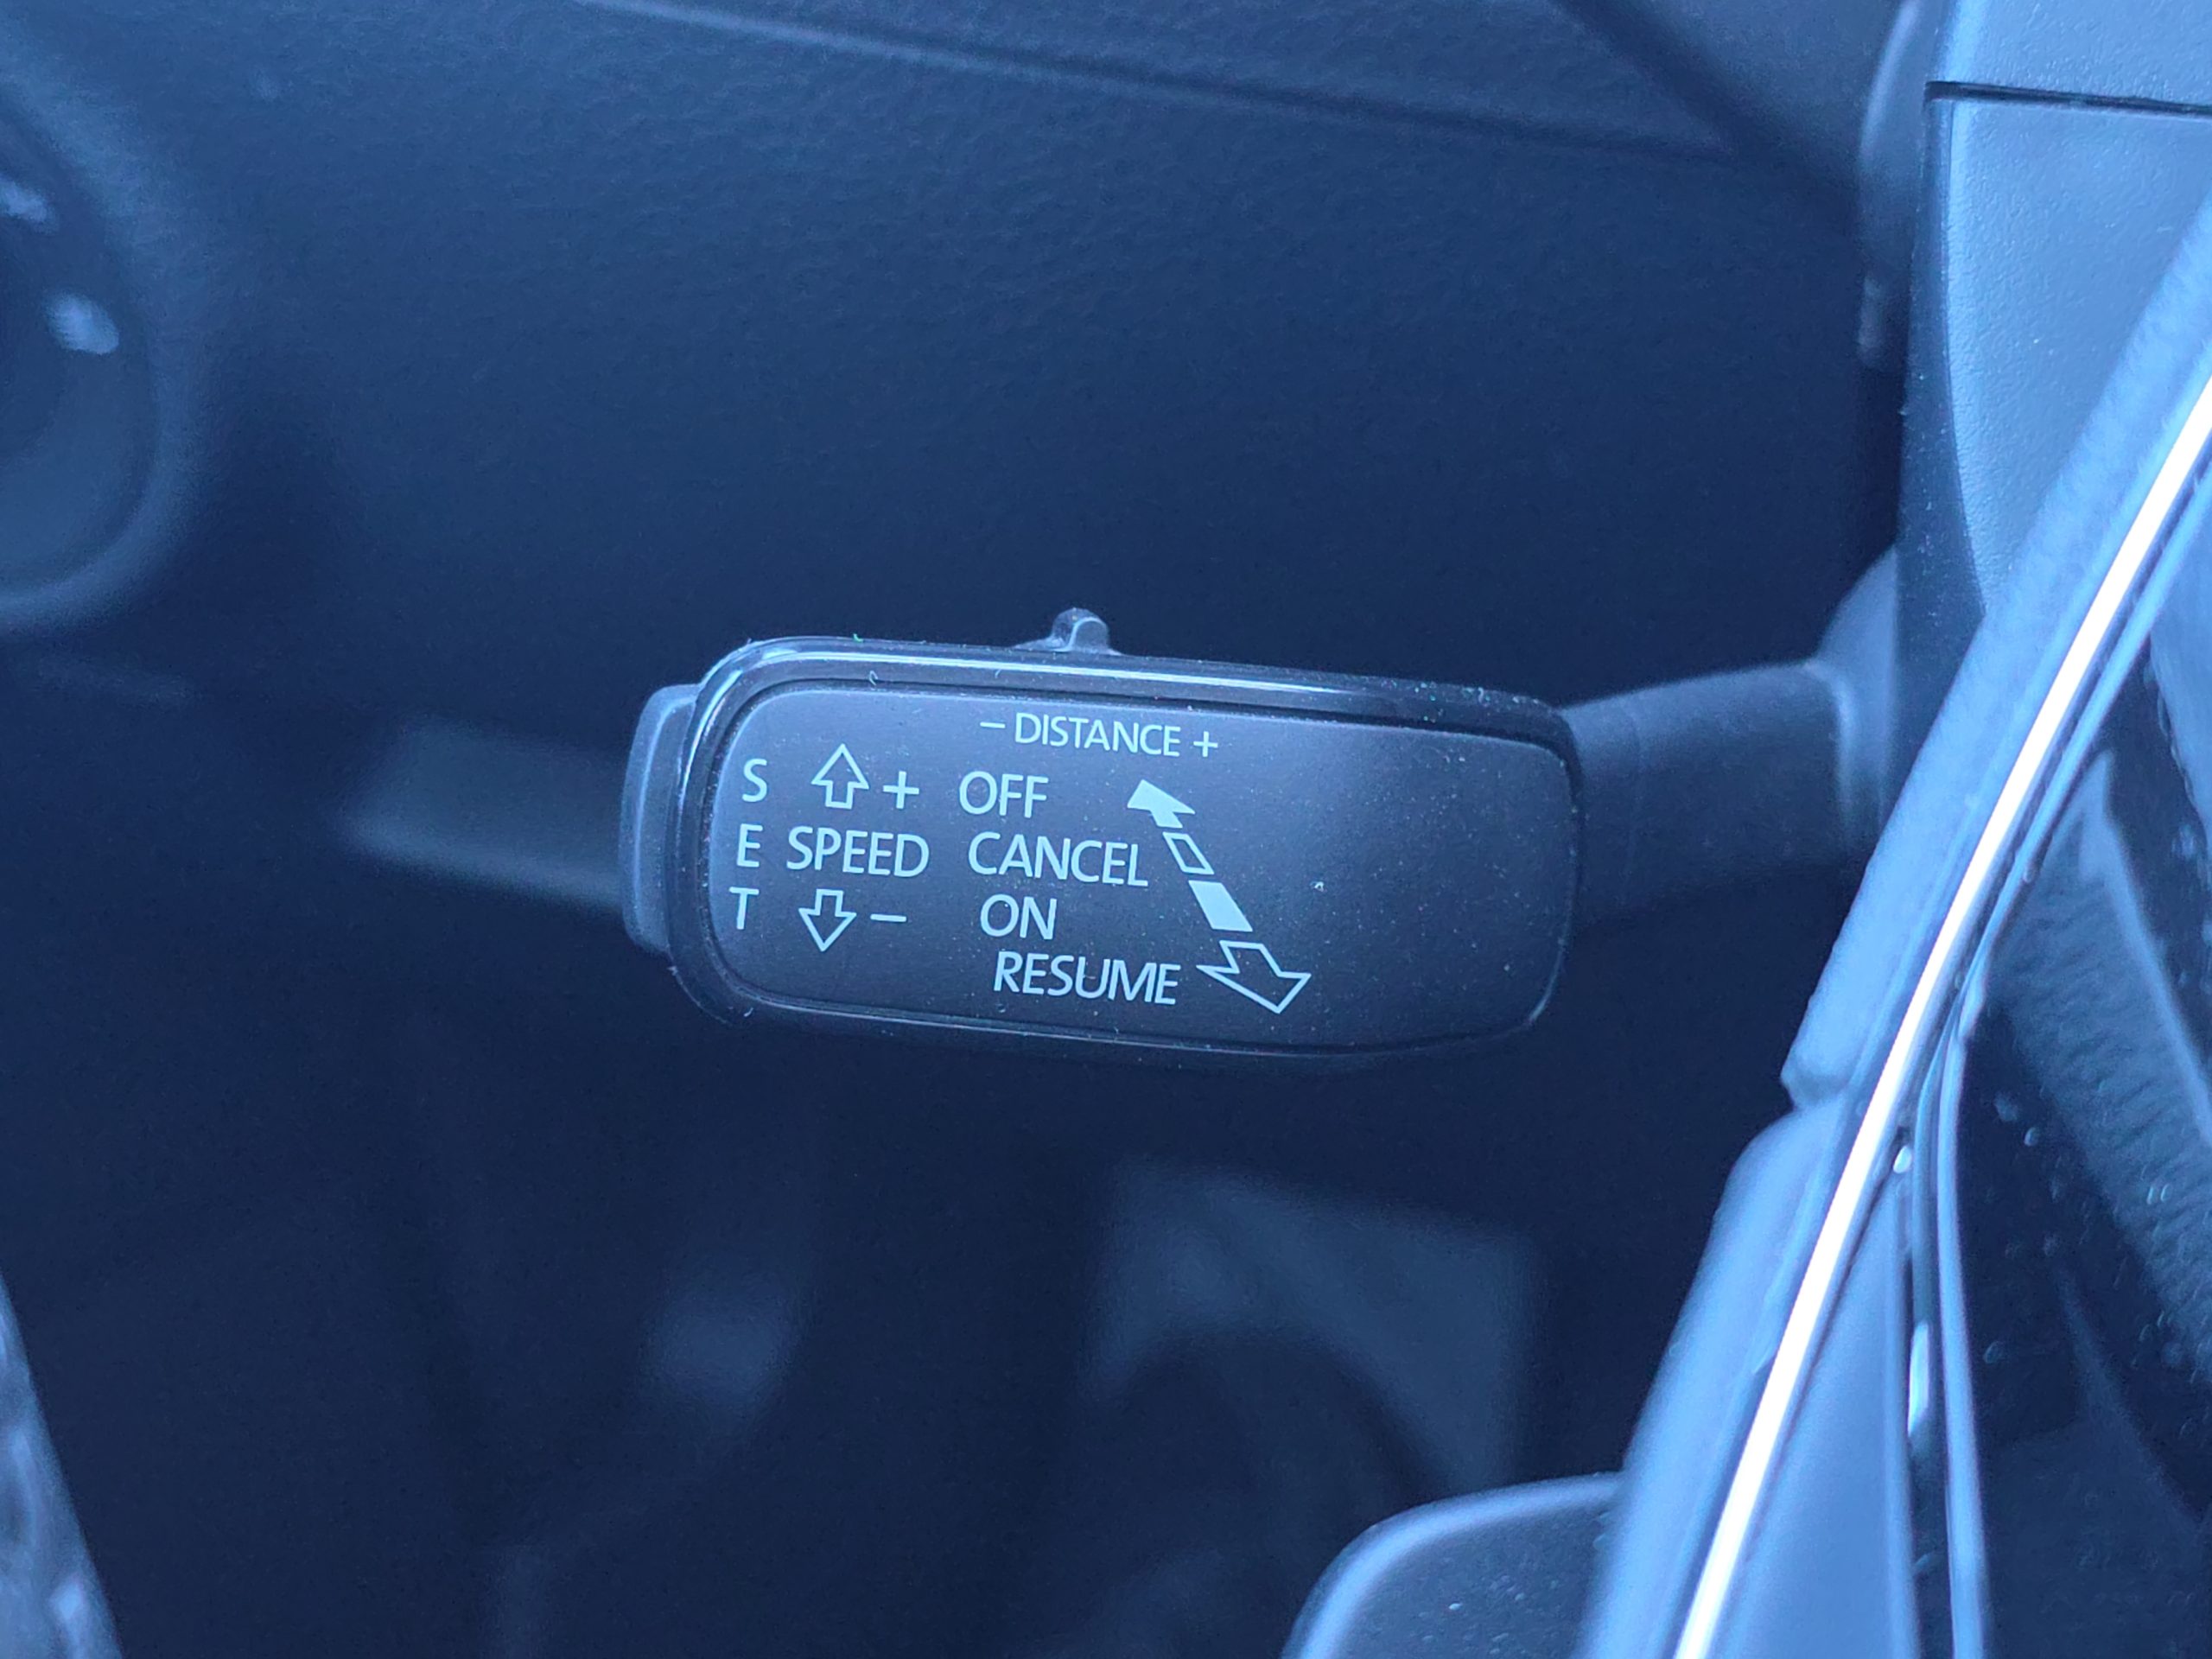 − DISTANCE +
S + OFF
E SPEED CANCEL
T − ON
RESUME